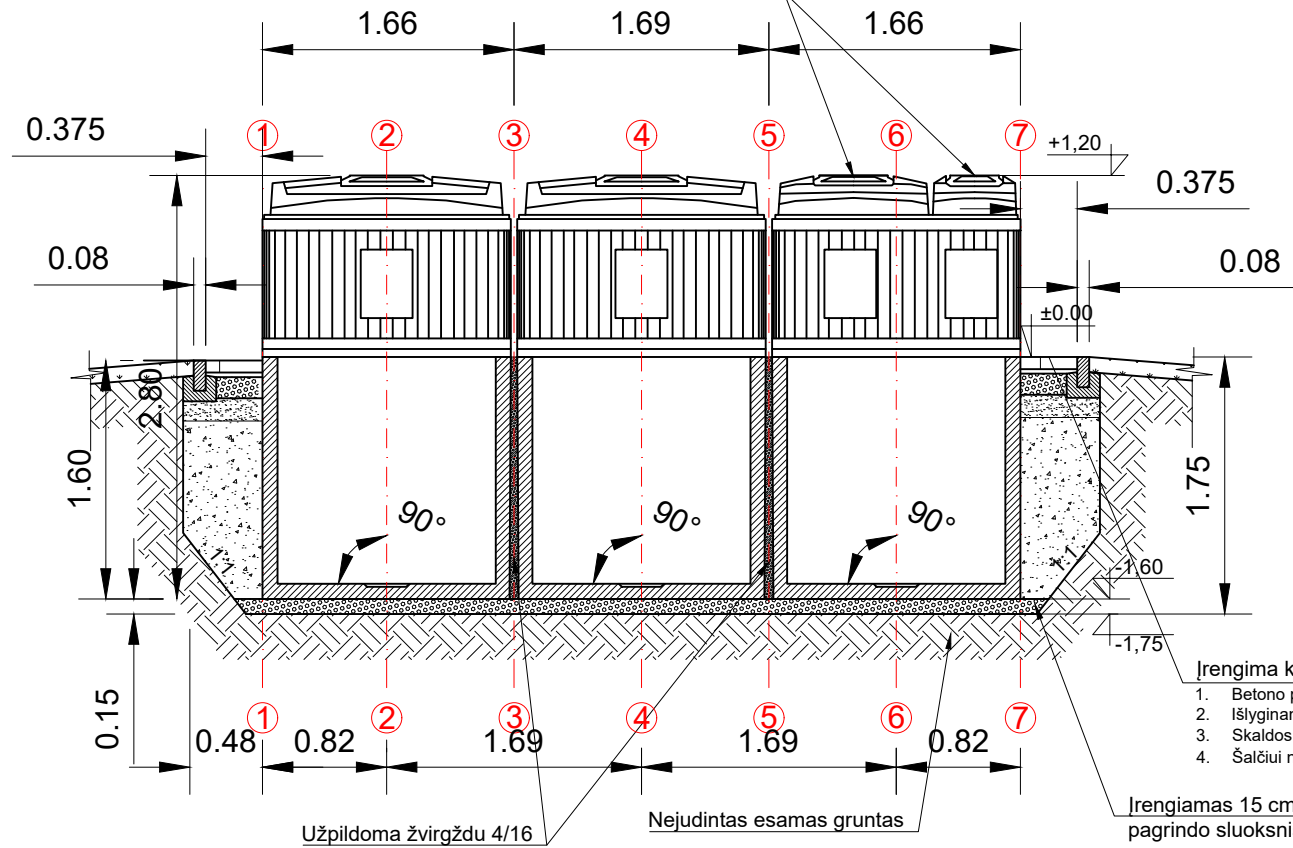 1.66 1.69 1.66
0.375 1 2 3 4 5 6 7
+1,20
0.375
0.08 0.08
±0.00
2.80
1.60 1.75
90° 90° 90°
1:1 1:1
-1,60
-1,75
0.15
Įrengima k
1. Betono p
2. Išlyginar
3. Skaldos
4. Šalčiui n
1 2 3 4 5 6 7
0.48 0.82 1.69 1.69 0.82
Įrengiamas 15 cm
pagrindo sluoksni
Užpildoma žvirgždu 4/16
Nejudintas esamas gruntas